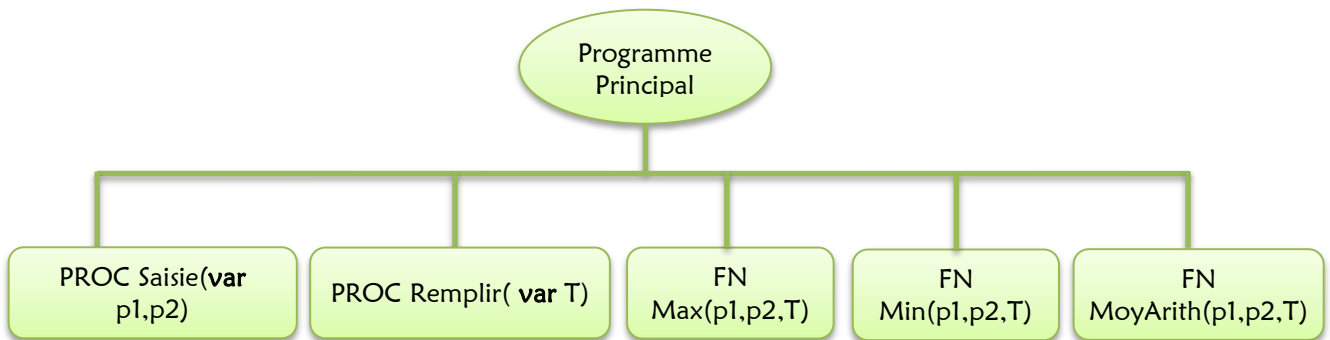 Programme
Principal
PROC Saisie(var
p1,p2)
PROC Remplir( var T)
FN
Max(p1,p2,T)
FN
Min(p1,p2,T)
FN
MoyArith(p1,p2,T)